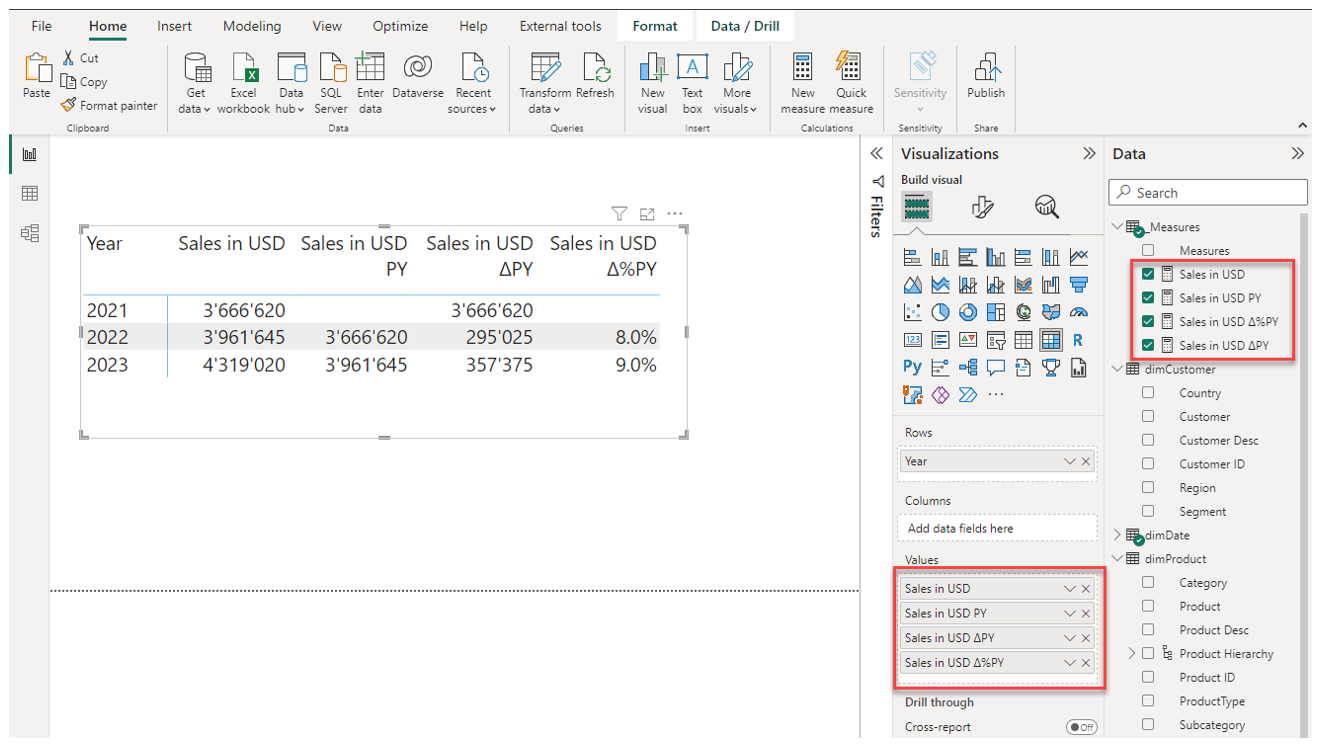 File Home Insert Modeling View Optimize Help External tools Format Data / Drill
Paste
Cut
Copy
Format painter
Clipboard
Get data
Excel workbook
Data hub
SQL Server
Enter data
Dataverse
Recent sources
Data
Transform data
Refresh
Queries
New visual
Text box
More visuals
Insert
New measure
Quick measure
Calculations
Sensitivity
Sensitivity
Publish
Share
Year Sales in USD Sales in USD PY Sales in USD ΔPY Sales in USD Δ%PY
2021 3'666'620 3'666'620
2022 3'961'645 3'666'620 295'025 8.0%
2023 4'319'020 3'961'645 357'375 9.0%
Filters
Visualizations
Build visual
123
R
Py
Rows
Year
Columns
Add data fields here
Values
Sales in USD
Sales in USD PY
Sales in USD ΔPY
Sales in USD Δ%PY
Drill through
Cross-report Off
Data
Search
_Measures
Measures
Sales in USD
Sales in USD PY
Sales in USD Δ%PY
Sales in USD ΔPY
dimCustomer
Country
Customer
Customer Desc
Customer ID
Region
Segment
dimDate
dimProduct
Category
Product
Product Desc
Product Hierarchy
Product ID
ProductType
Subcategory